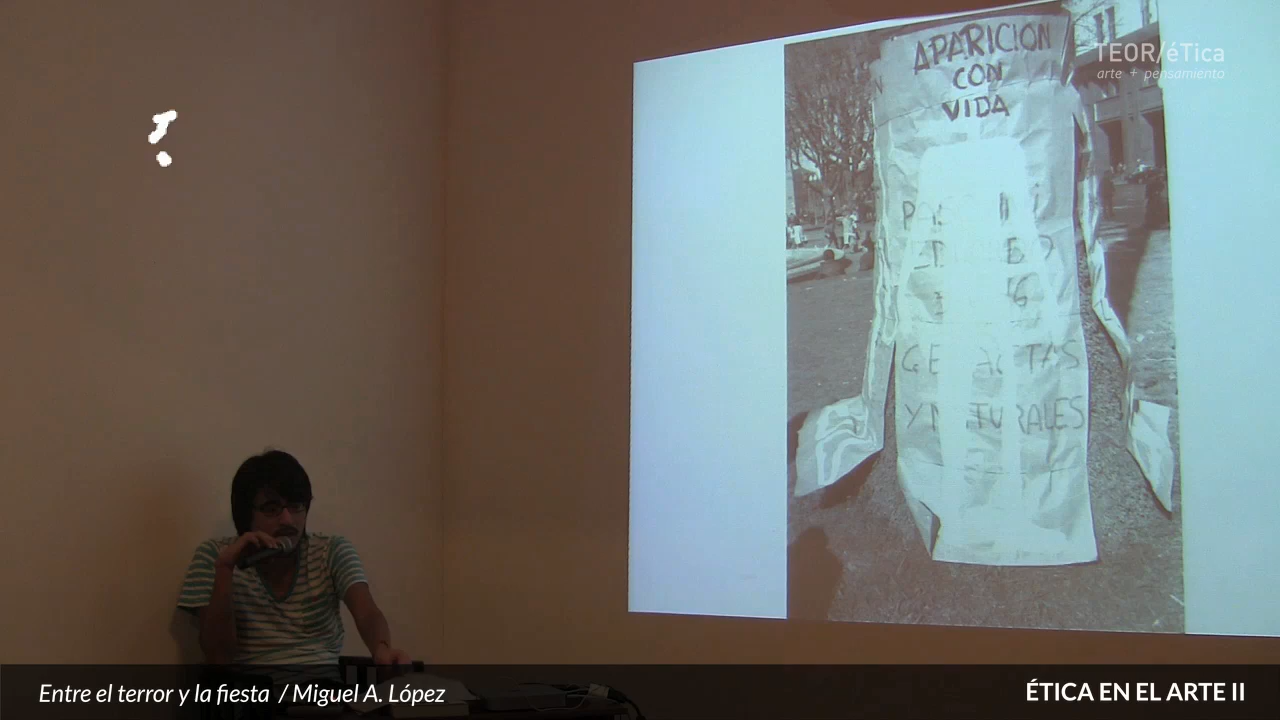 APARICION
CON
VIDA
Y NATURALES
TEOR/éTica
arte + pensamiento
Entre el terror y la fiesta / Miguel A. López
ÉTICA EN EL ARTE II